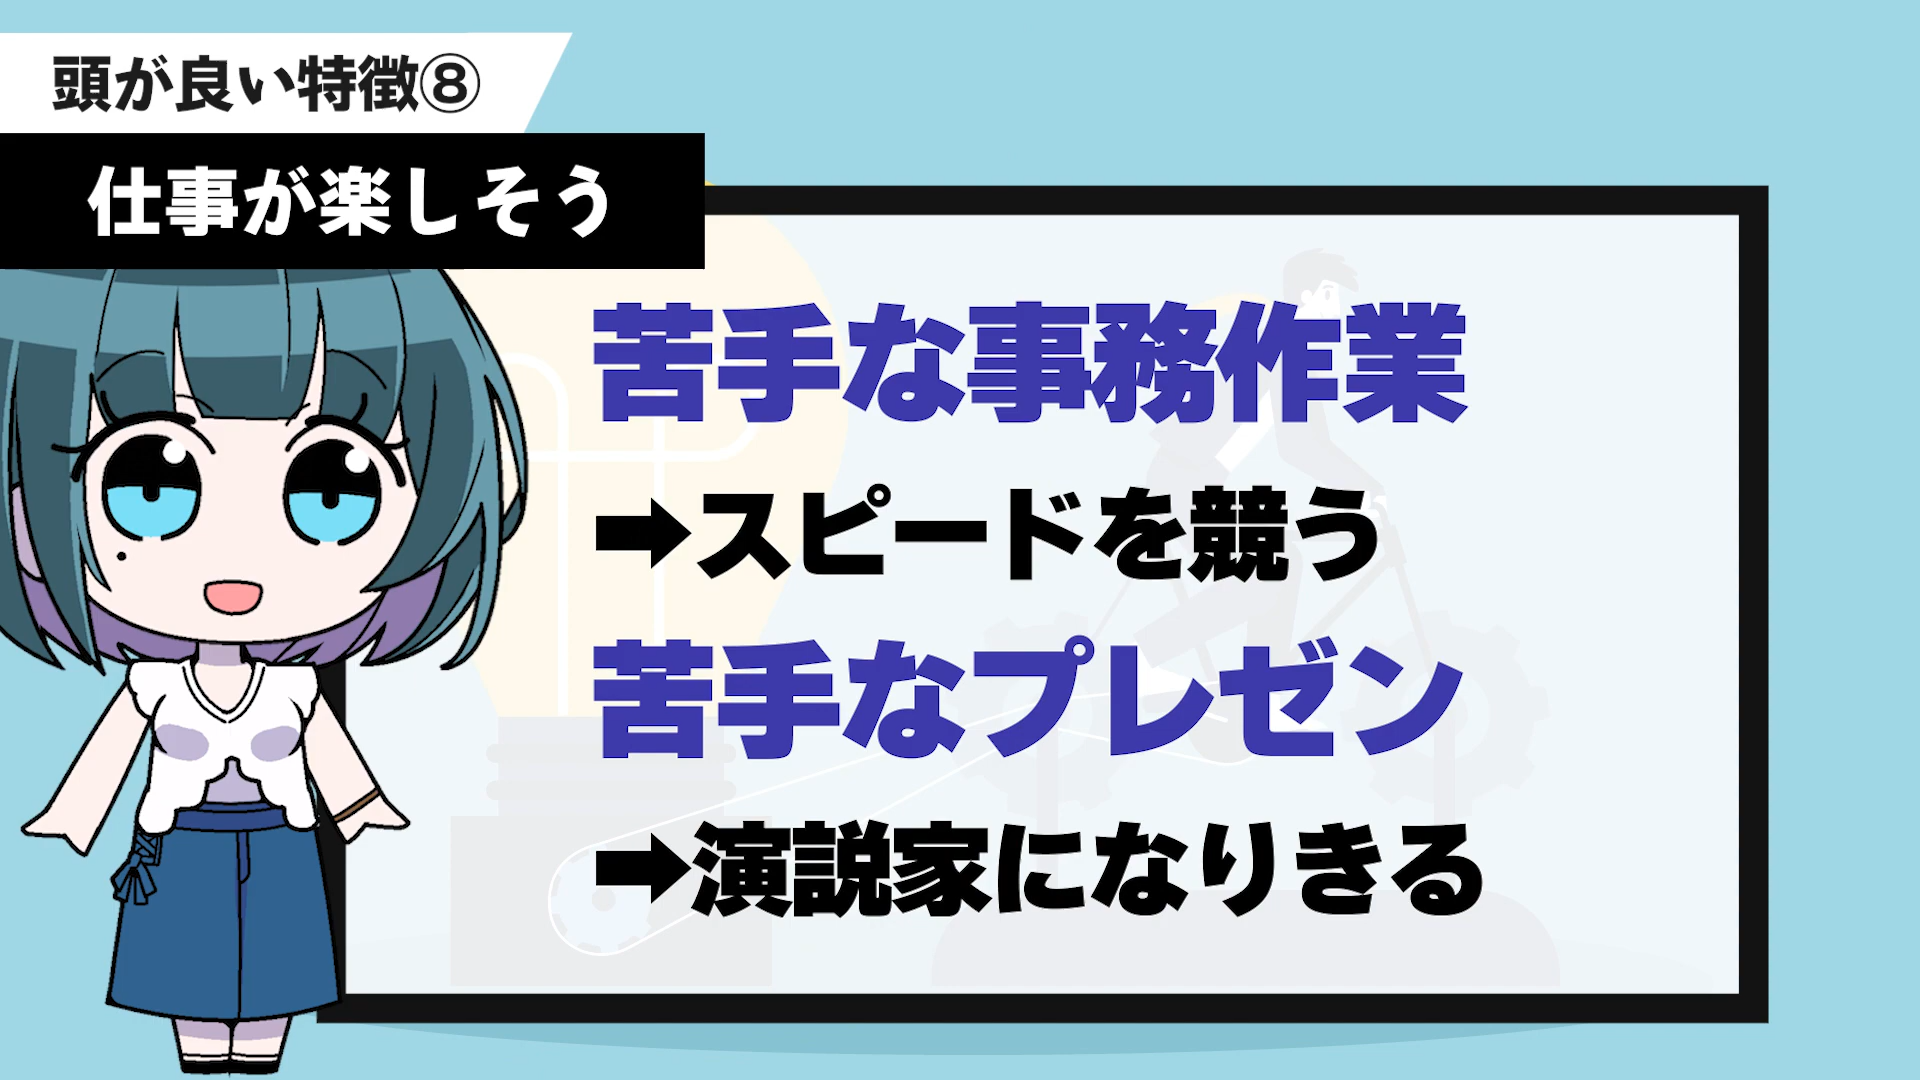 頭が良い特徴⑧
仕事が楽しそう
苦手な事務作業
➡スピードを競う
苦手なプレゼン
➡演説家になりきる